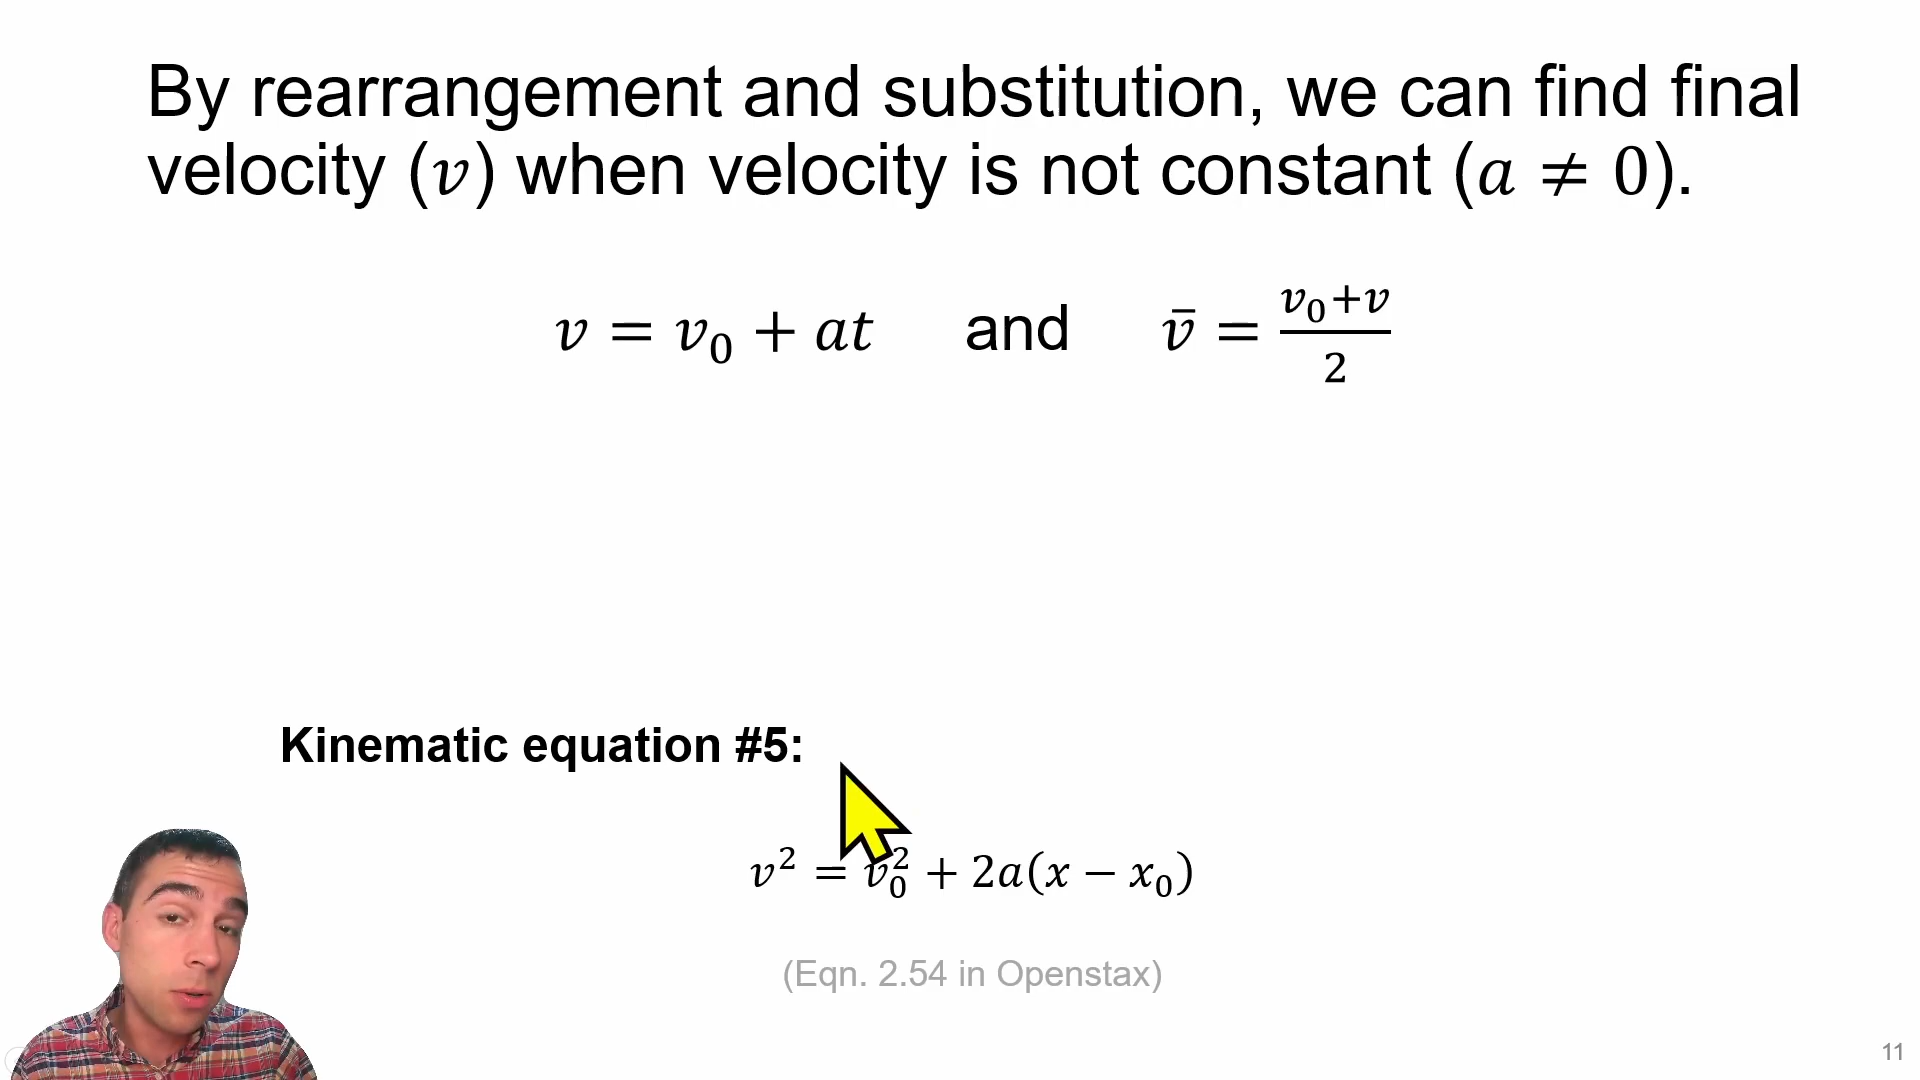 By rearrangement and substitution, we can find final
velocity (𝑣) when velocity is not constant (𝑎 ≠ 0).
𝑣 = 𝑣₀ + 𝑎𝑡 and 𝑣̄ = (𝑣₀+𝑣)/2
Kinematic equation #5:
𝑣² = 𝑣₀² + 2𝑎(𝑥 − 𝑥₀)
(Eqn. 2.54 in Openstax)
11